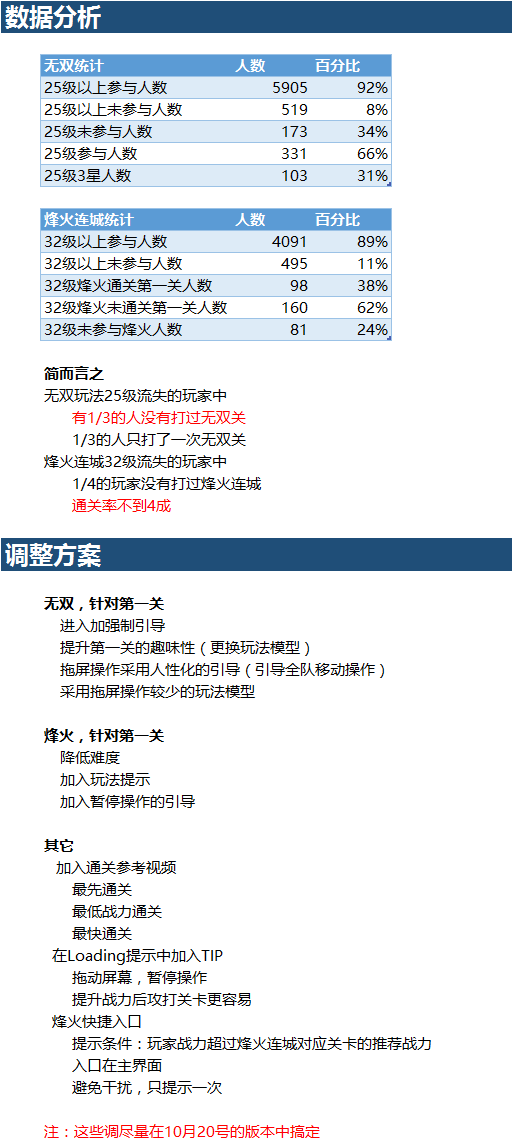 数据分析
无双统计 人数 百分比
25级以上参与人数 5905 92%
25级以上未参与人数 519 8%
25级未参与人数 173 34%
25级参与人数 331 66%
25级3星人数 103 31%
烽火连城统计 人数 百分比
32级以上参与人数 4091 89%
32级以上未参与人数 495 11%
32级烽火通关第一关人数 98 38%
32级烽火未通关第一关人数 160 62%
32级未参与烽火人数 81 24%
简而言之
无双玩法25级流失的玩家中
有1/3的人没有打过无双关
1/3的人只打了一次无双关
烽火连城32级流失的玩家中
1/4的玩家没有打过烽火连城
通关率不到4成
调整方案
无双，针对第一关
进入加强制引导
提升第一关的趣味性（更换玩法模型）
拖屏操作采用人性化的引导（引导全队移动操作）
采用拖屏操作较少的玩法模型
烽火，针对第一关
降低难度
加入玩法提示
加入暂停操作的引导
其它
加入通关参考视频
最先通关
最低战力通关
最快通关
在Loading提示中加入TIP
拖动屏幕，暂停操作
提升战力后攻打关卡更容易
烽火快捷入口
提示条件：玩家战力超过烽火连城对应关卡的推荐战力
入口在主界面
避免干扰，只提示一次
注：这些调尽量在10月20号的版本中搞定